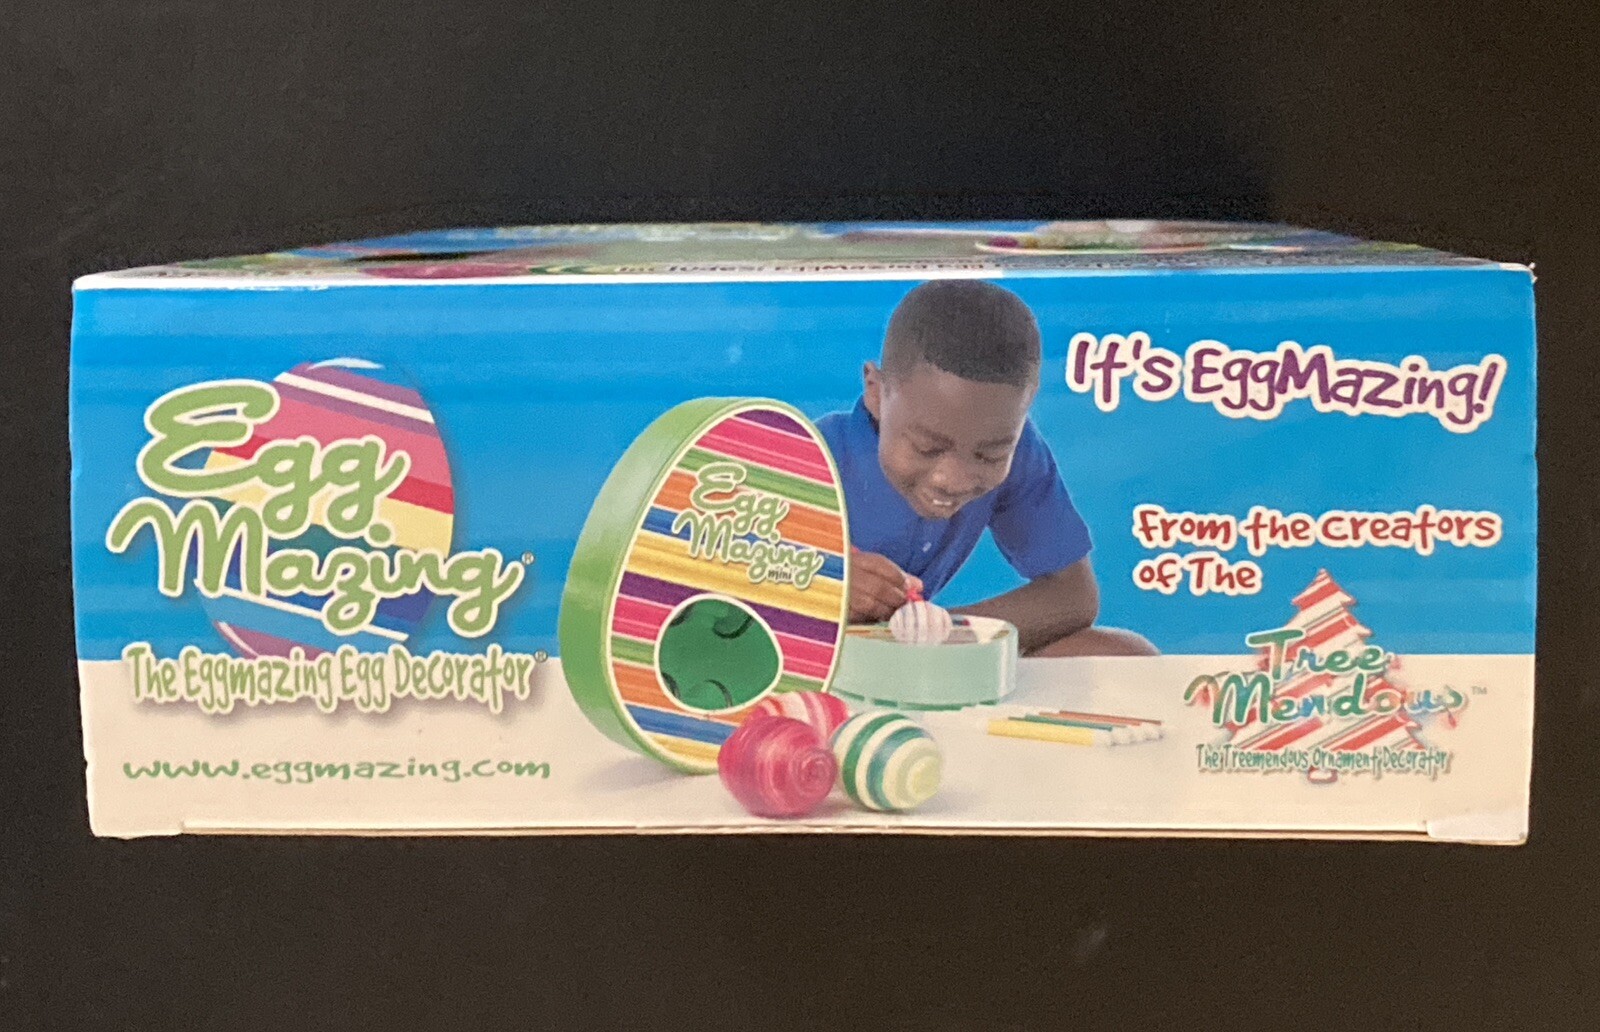 Egg
Mazing®
The Eggmazing Egg Decorator®
www.eggmazing.com
Egg
Mazing
mini
It's EggMazing!
From the creators
of The
Tree
Mendous™
The Treemendous Ornament Decorator